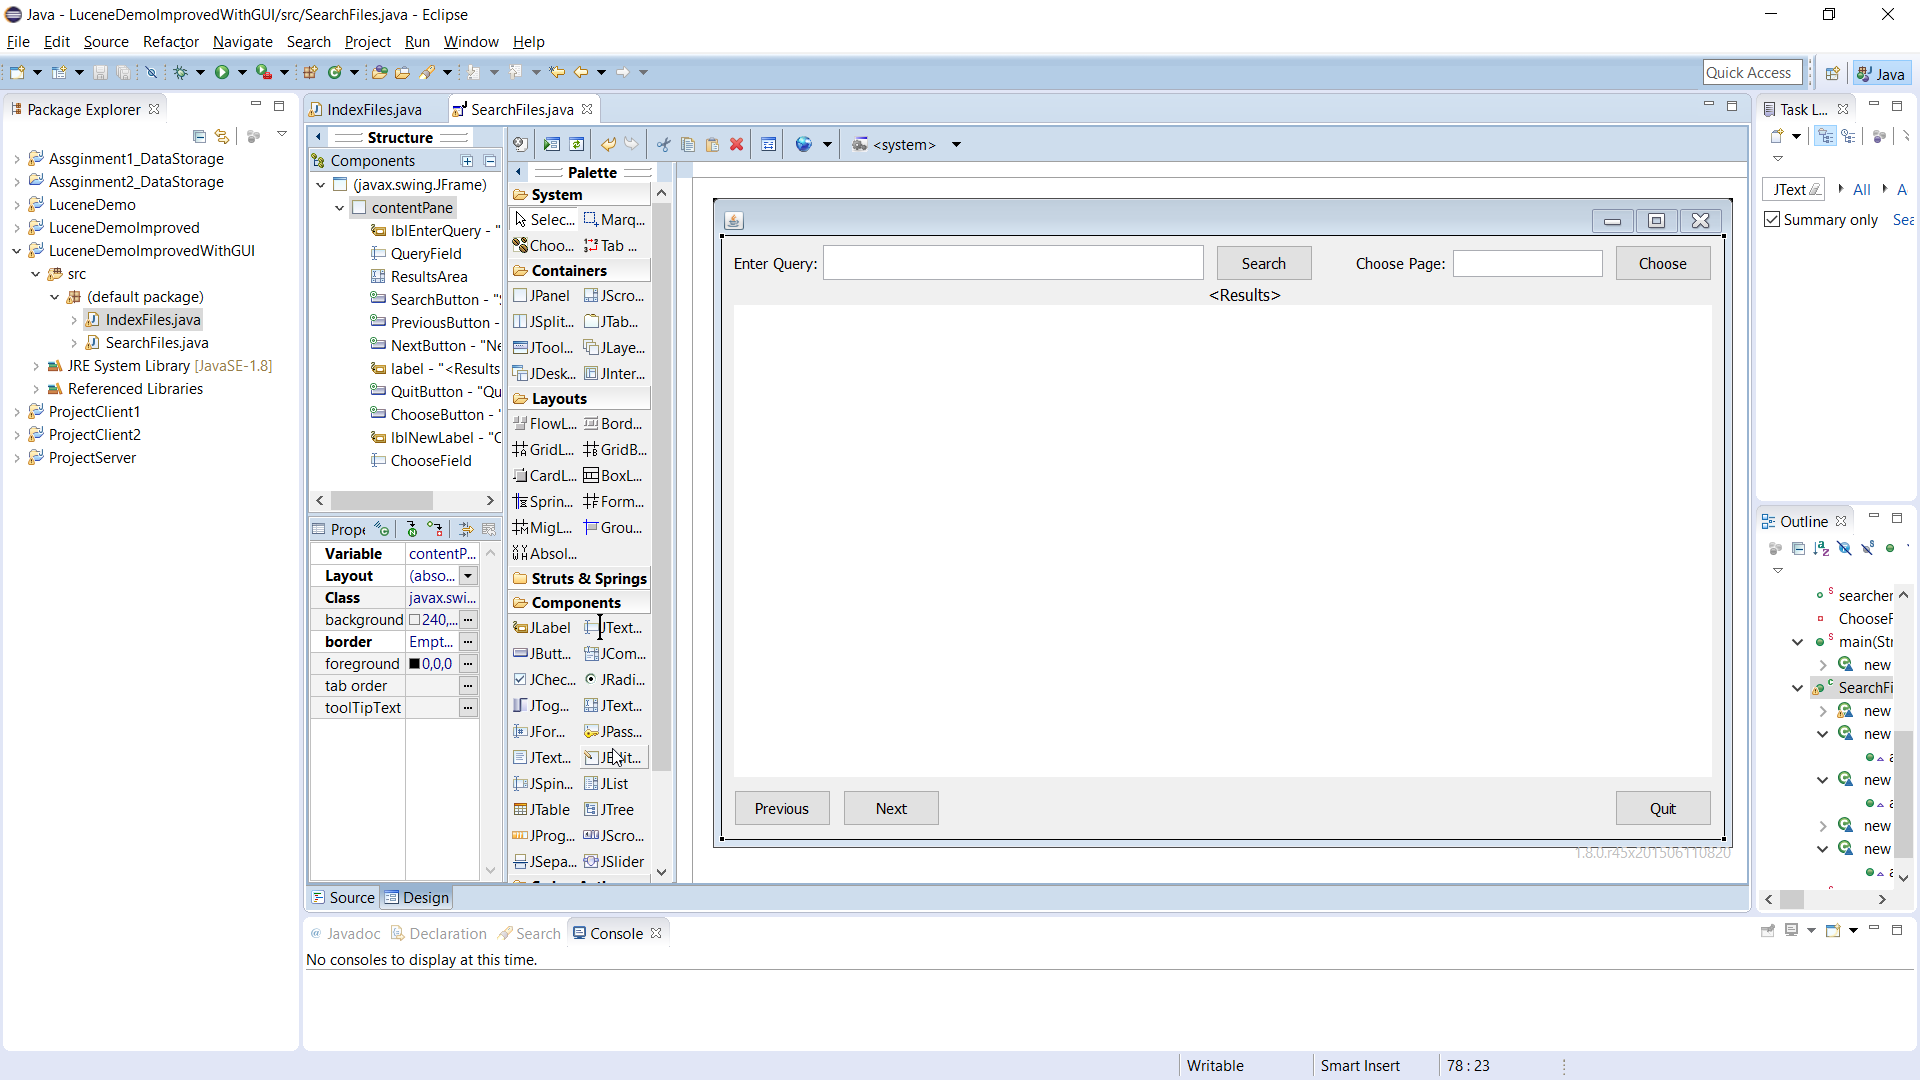 Java - LuceneDemoImprovedWithGUI/src/SearchFiles.java - Eclipse
File Edit Source Refactor Navigate Search Project Run Window Help
Quick Access
Java
Package Explorer
Assginment1_DataStorage
Assginment2_DataStorage
LuceneDemo
LuceneDemoImproved
LuceneDemoImprovedWithGUI
src
(default package)
IndexFiles.java
SearchFiles.java
JRE System Library [JavaSE-1.8]
Referenced Libraries
ProjectClient1
ProjectClient2
ProjectServer
IndexFiles.java SearchFiles.java
Structure
Components
(javax.swing.JFrame)
contentPane
lblEnterQuery - "
QueryField
ResultsArea
SearchButton - "S
PreviousButton -
NextButton - "Ne
label - "<Results
QuitButton - "Qu
ChooseButton - "
lblNewLabel - "C
ChooseField
Prope
Variable contentP...
Layout (abso...
Class javax.swi...
background 240,...
border Empt...
foreground 0,0,0
tab order
toolTipText
<system>
Palette
System
Selec... Marq...
Choo... Tab ...
Containers
JPanel JScro...
JSplit... JTab...
JTool... JLaye...
JDesk... JInter...
Layouts
FlowL... Bord...
GridL... GridB...
CardL... BoxL...
Sprin... Form...
MigL... Grou...
Absol...
Struts & Springs
Components
JLabel JText...
JButt... JCom...
JChec... JRadi...
JTog... JText...
JFor... JPass...
JText... JEdit...
JSpin... JList
JTable JTree
JProg... JScro...
JSepa... JSlider
Enter Query: Search Choose Page: Choose
<Results>
Previous Next Quit
1.8.0.r45x201506110820
Source Design
Javadoc Declaration Search Console
No consoles to display at this time.
Task L...
JText All A
Summary only Sea
Outline
searcher
ChooseF
main(Str
new
SearchFi
new
new
new
new
new
Writable Smart Insert 78 : 23